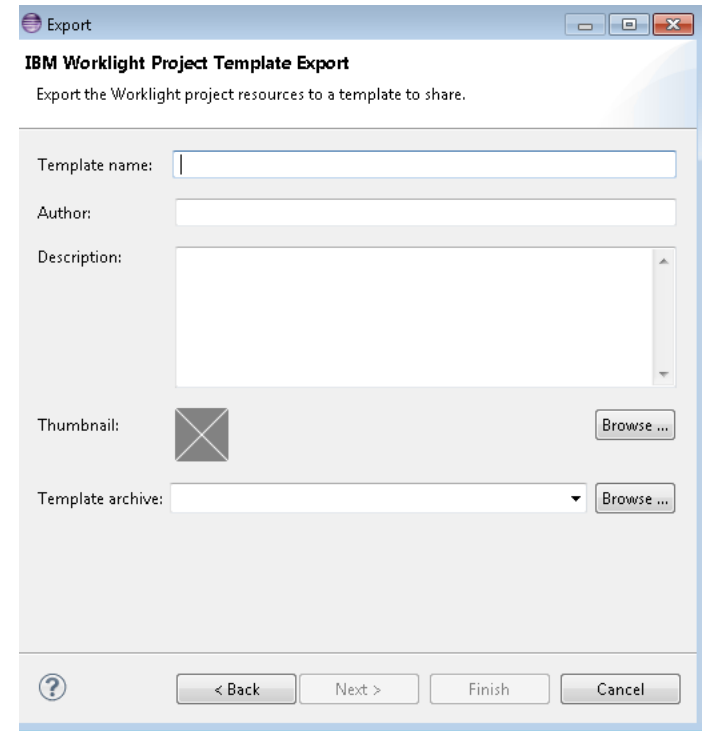 Export
IBM Worklight Project Template Export
Export the Worklight project resources to a template to share.
Template name:
Author:
Description:
Thumbnail:
Browse ...
Template archive:
Browse ...
?
< Back
Next >
Finish
Cancel